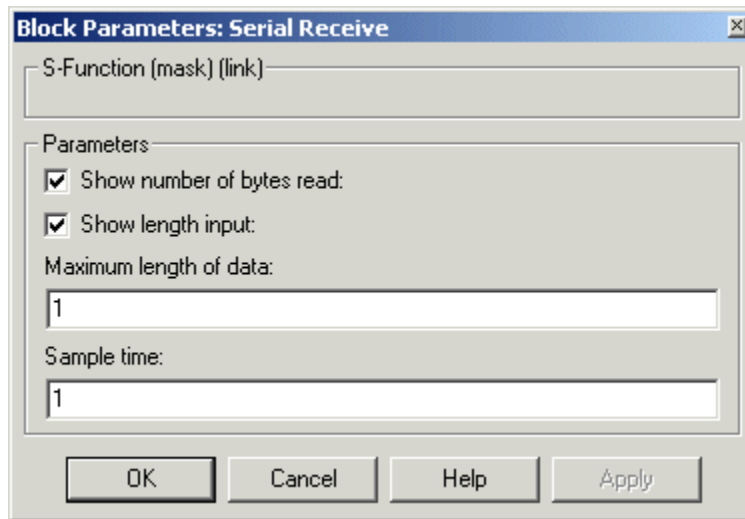 Block Parameters: Serial Receive
S-Function (mask) (link)
Parameters
Show number of bytes read:
Show length input:
Maximum length of data:
1
Sample time:
1
OK Cancel Help Apply